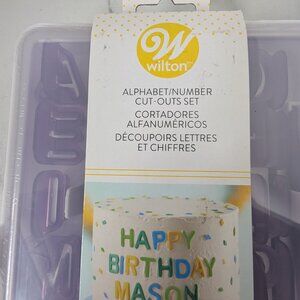 W
wilton
ALPHABET/NUMBER
CUT-OUTS SET
CORTADORES
ALFANUMÉRICOS
DÉCOUPOIRS LETTRES
ET CHIFFRES
HAPPY
BIRTHDAY
MASON